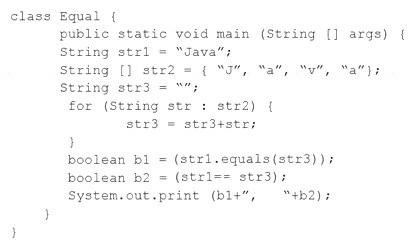 class Equal {
public static void main (String [] args) {
String str1 = “Java”;
String [] str2 = { “J”, “a”, “v”, “a”};
String str3 = “”;
for (String str : str2) {
str3 = str3+str;
}
boolean b1 = (str1.equals(str3));
boolean b2 = (str1== str3);
System.out.print (b1+”, “+b2);
}
}